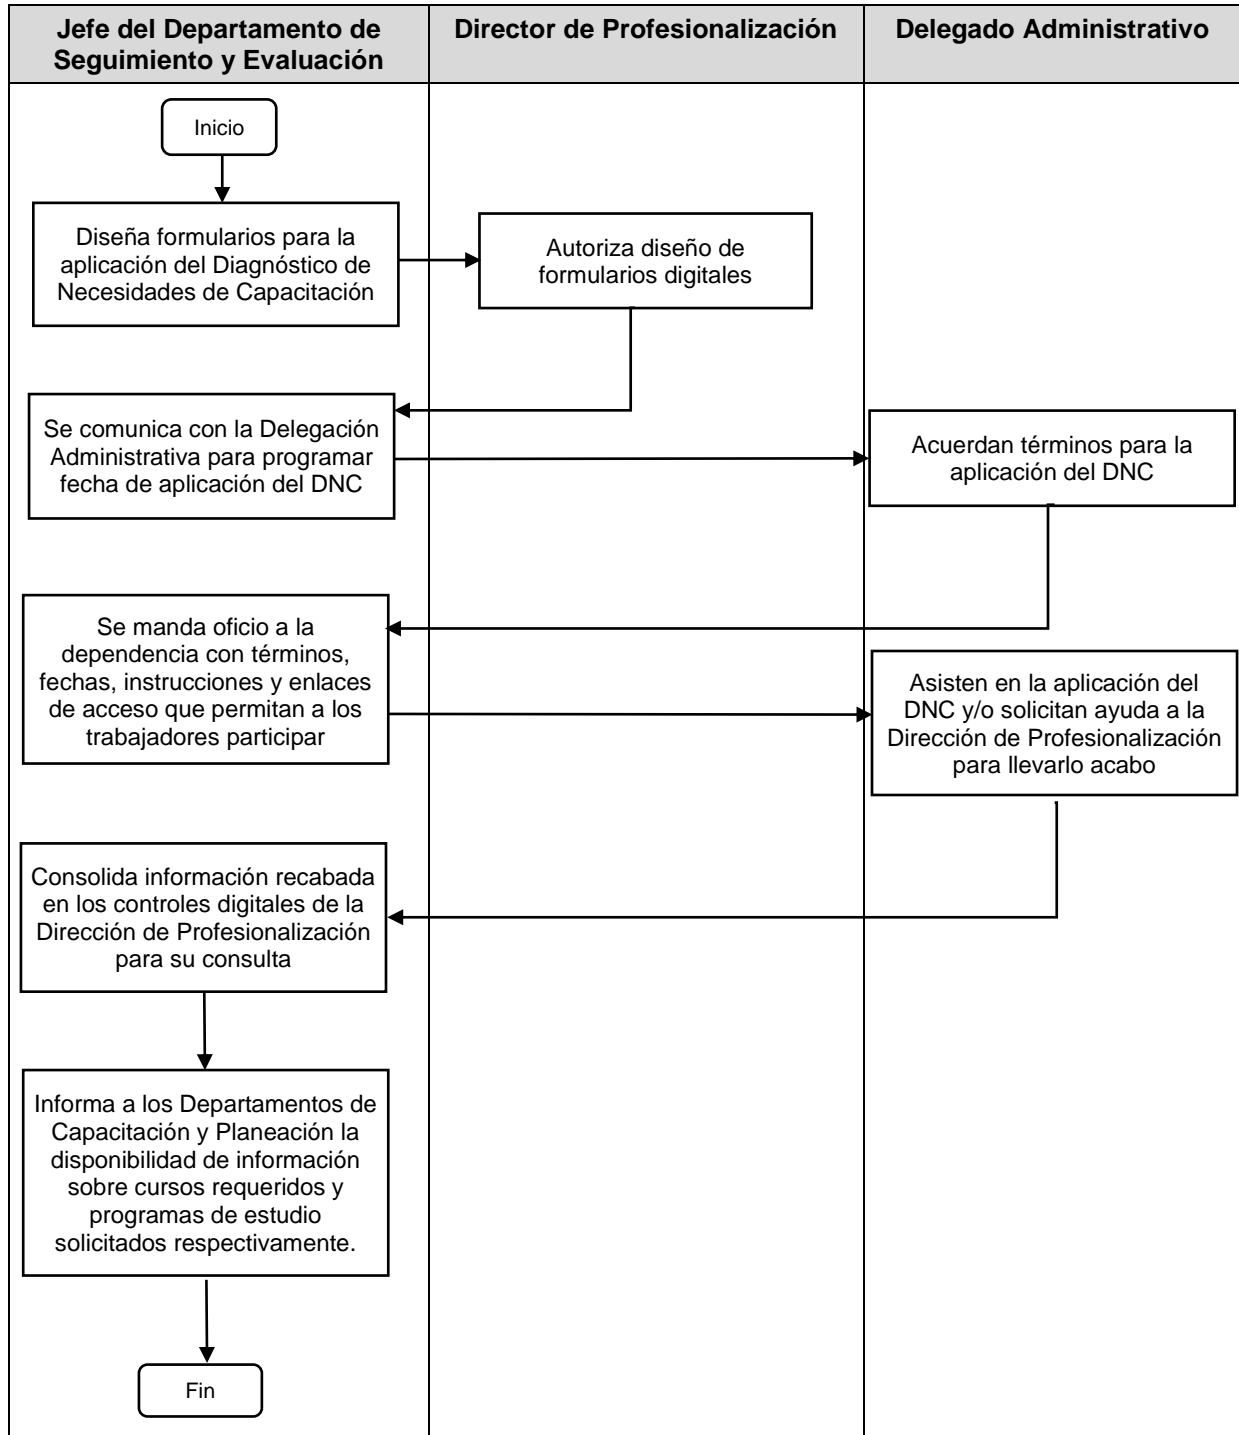 Jefe del Departamento de
Seguimiento y Evaluación
Director de Profesionalización
Delegado Administrativo
Inicio
Diseña formularios para la
aplicación del Diagnóstico de
Necesidades de Capacitación
Autoriza diseño de
formularios digitales
Se comunica con la Delegación
Administrativa para programar
fecha de aplicación del DNC
Acuerdan términos para la
aplicación del DNC
Se manda oficio a la
dependencia con términos,
fechas, instrucciones y enlaces
de acceso que permitan a los
trabajadores participar
Asisten en la aplicación del
DNC y/o solicitan ayuda a la
Dirección de Profesionalización
para llevarlo acabo
Consolida información recabada
en los controles digitales de la
Dirección de Profesionalización
para su consulta
Informa a los Departamentos de
Capacitación y Planeación la
disponibilidad de información
sobre cursos requeridos y
programas de estudio
solicitados respectivamente.
Fin